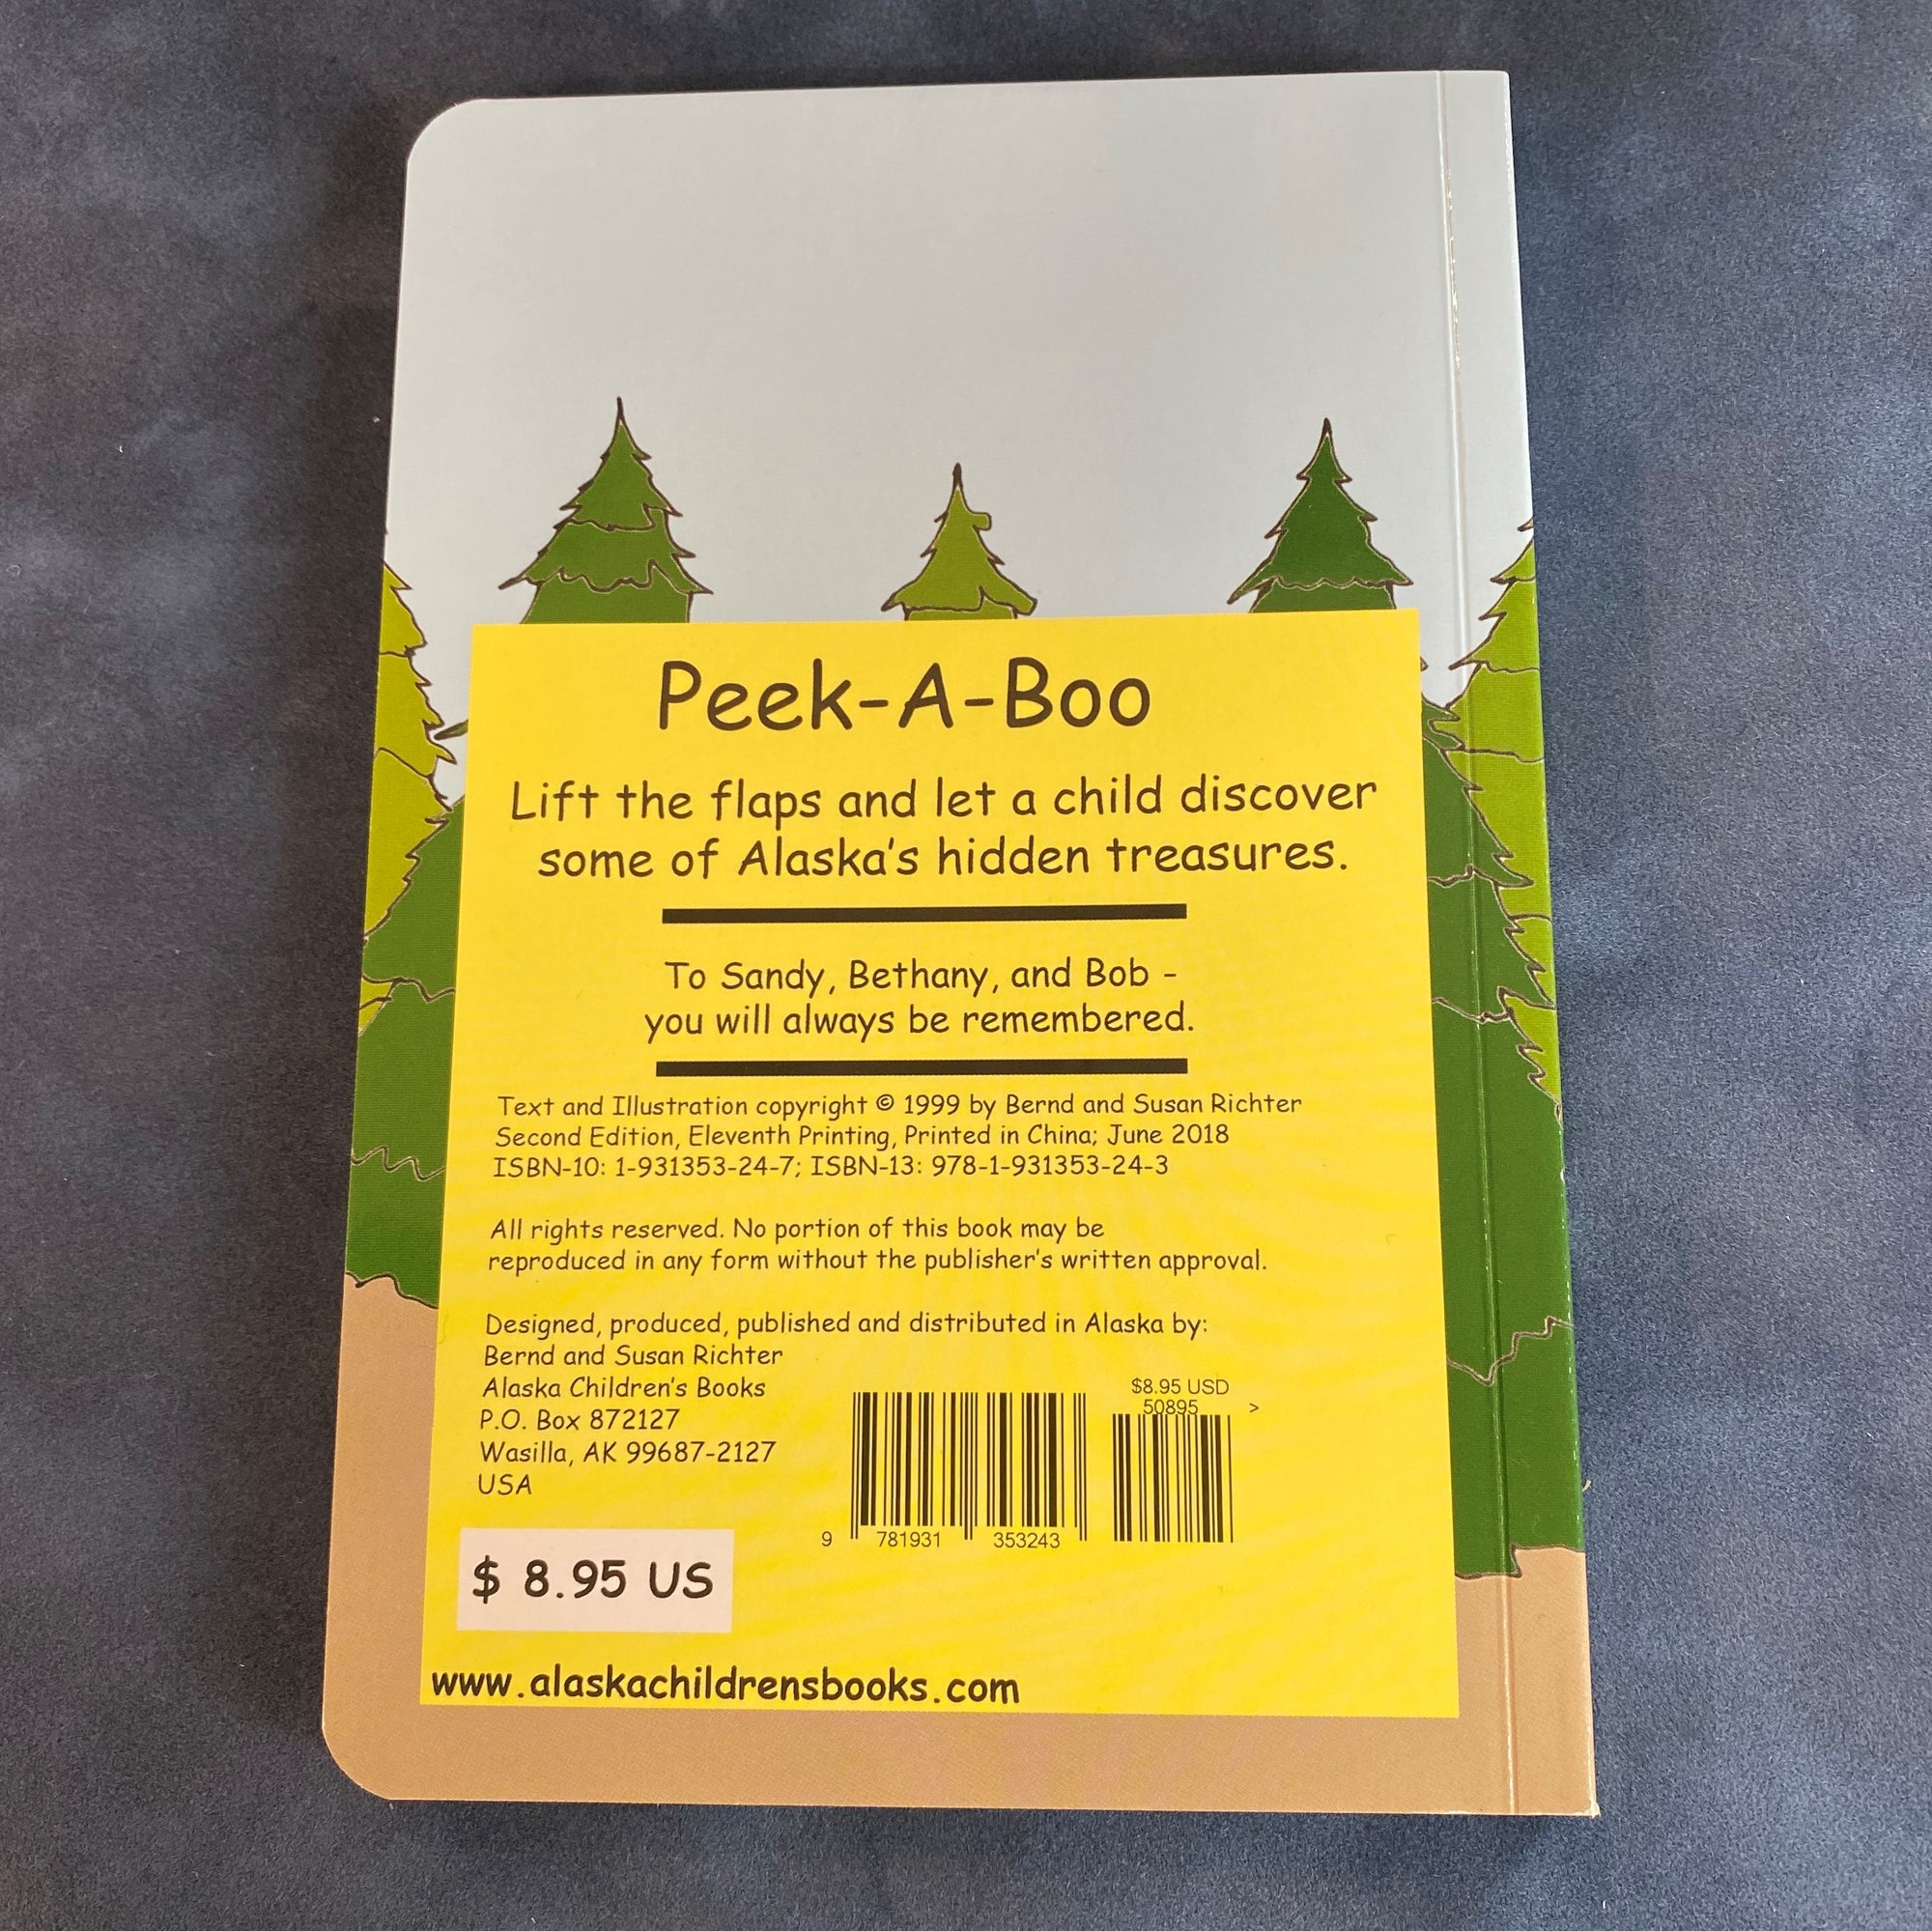 Peek-A-Boo
Lift the flaps and let a child discover
some of Alaska's hidden treasures.
To Sandy, Bethany, and Bob -
you will always be remembered.
Text and Illustration copyright © 1999 by Bernd and Susan Richter
Second Edition, Eleventh Printing, Printed in China; June 2018
ISBN-10: 1-931353-24-7; ISBN-13: 978-1-931353-24-3
All rights reserved. No portion of this book may be
reproduced in any form without the publisher's written approval.
Designed, produced, published and distributed in Alaska by:
Bernd and Susan Richter
Alaska Children's Books
P.O. Box 872127
Wasilla, AK 99687-2127
USA
$8.95 USD
50895 >
9 781931 353243
$ 8.95 US
www.alaskachildrensbooks.com